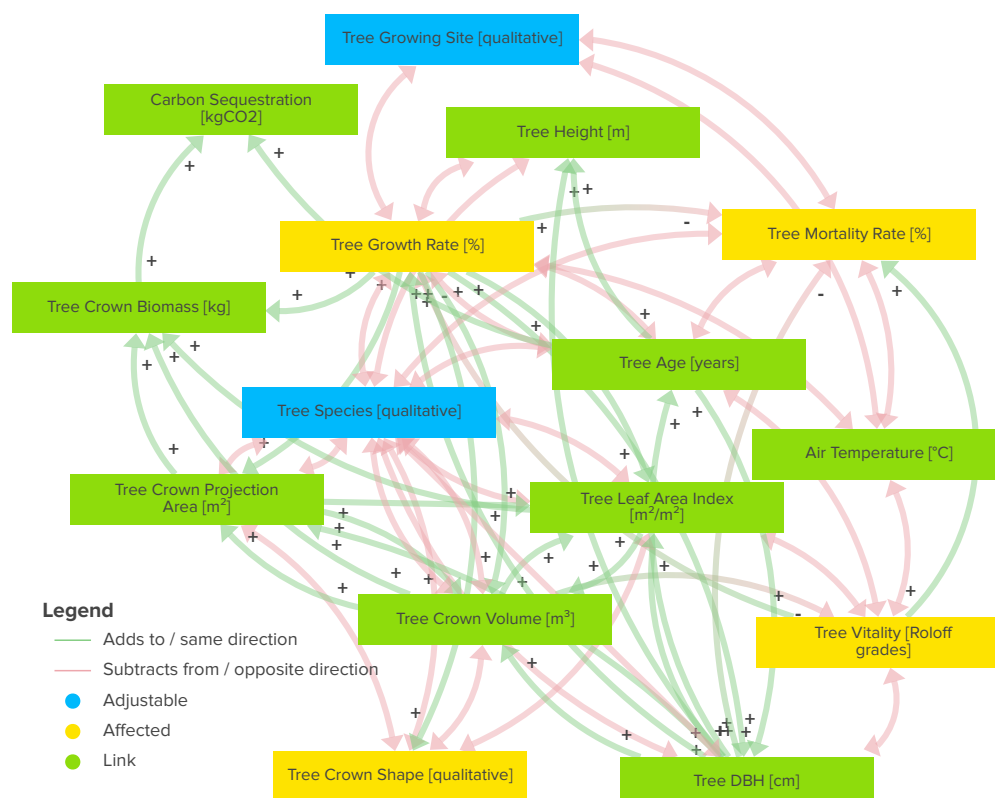 Tree Growing Site [qualitative]
Carbon Sequestration
[kgCO2]
Tree Height [m]
Tree Growth Rate [%]
Tree Mortality Rate [%]
Tree Crown Biomass [kg]
Tree Age [years]
Tree Species [qualitative]
Air Temperature [°C]
Tree Crown Projection
Area [m²]
Tree Leaf Area Index
[m²/m²]
Tree Crown Volume [m³]
Tree Vitality [Roloff
grades]
Legend
Adds to / same direction
Subtracts from / opposite direction
Adjustable
Affected
Link
Tree Crown Shape [qualitative]
Tree DBH [cm]